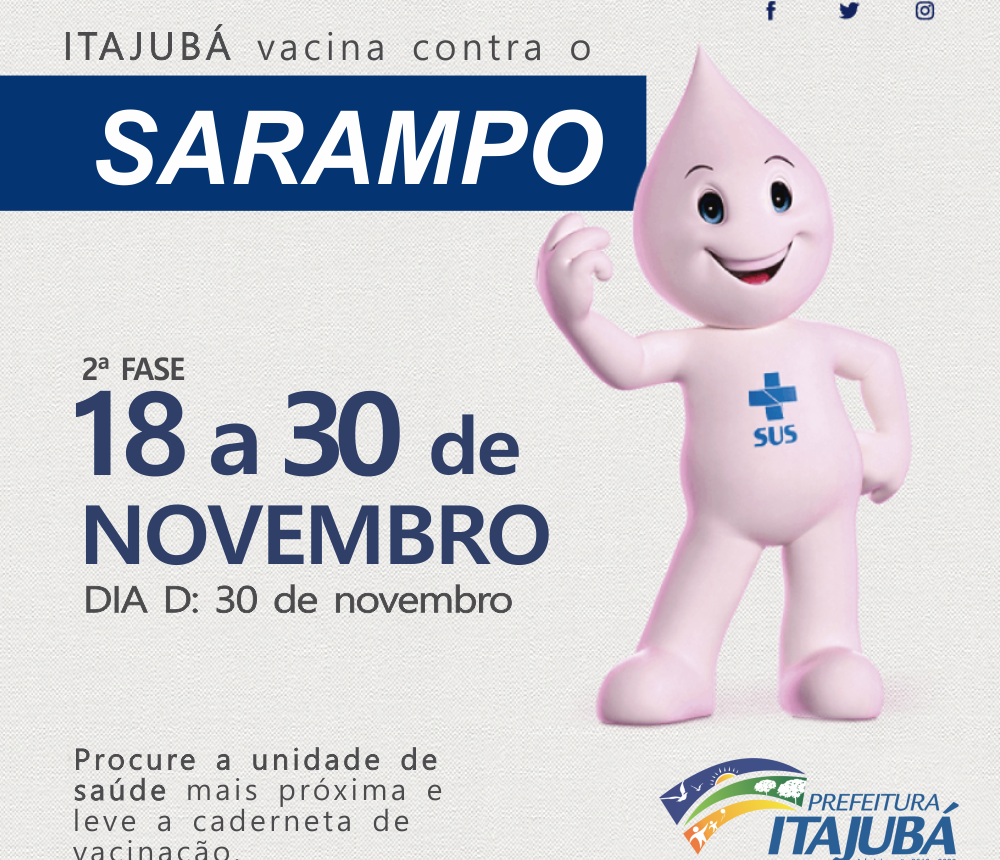 ITAJUBÁ vacina contra o
SARAMPO
2ª FASE
18 a 30 de
NOVEMBRO
DIA D: 30 de novembro
SUS
Procure a unidade de
saúde mais próxima e
leve a caderneta de
vacinação.
PREFEITURA
ITAJUBÁ